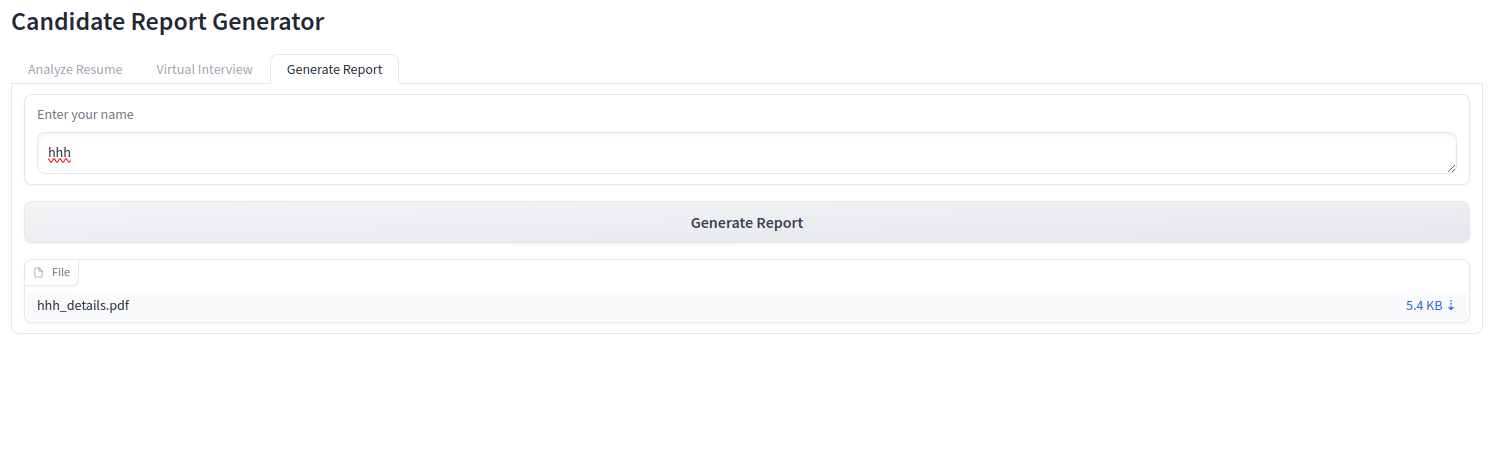 Candidate Report Generator
Analyze Resume Virtual Interview Generate Report
Enter your name
hhh
Generate Report
File
hhh_details.pdf 5.4 KB ⇣